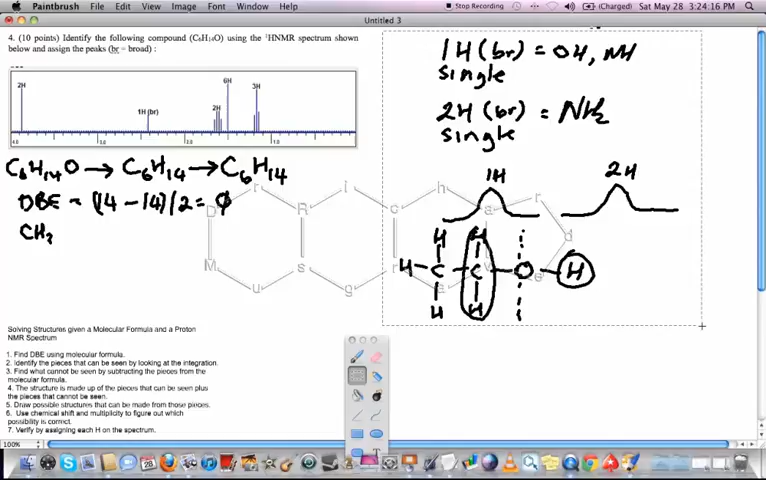 Paintbrush File Edit View Image Font Window Help
Stop Recording (Charged) Sat May 28 3:24:16 PM
Untitled 3
4. (10 points) Identify the following compound (C₆H₁₄O) using the ¹HNMR spectrum shown
below and assign the peaks (br = broad) :
2H 1H (br) 2H 6H 3H
C₆H₁₄O → C₆H₁₄ → C₆H₁₄
DBE = (14 - 14)/2 = 0
CH₂
1H (br) = OH, NH
single
2H (br) = NH₂
single
1H 2H
H H
H - C - C - O - H
H H
D r R i c h a r d
M u s g r a v e
Solving Structures given a Molecular Formula and a Proton
NMR Spectrum
1. Find DBE using molecular formula.
2. Identify the pieces that can be seen by looking at the integration.
3. Find what cannot be seen by subtracting the pieces from the
molecular formula.
4. The structure is made up of the pieces that can be seen plus
the pieces that cannot be seen.
5. Draw possible structures that can be made from those pieces.
6. Use chemical shift and multiplicity to figure out which
possibility is correct.
7. Verify by assigning each H on the spectrum.
100%